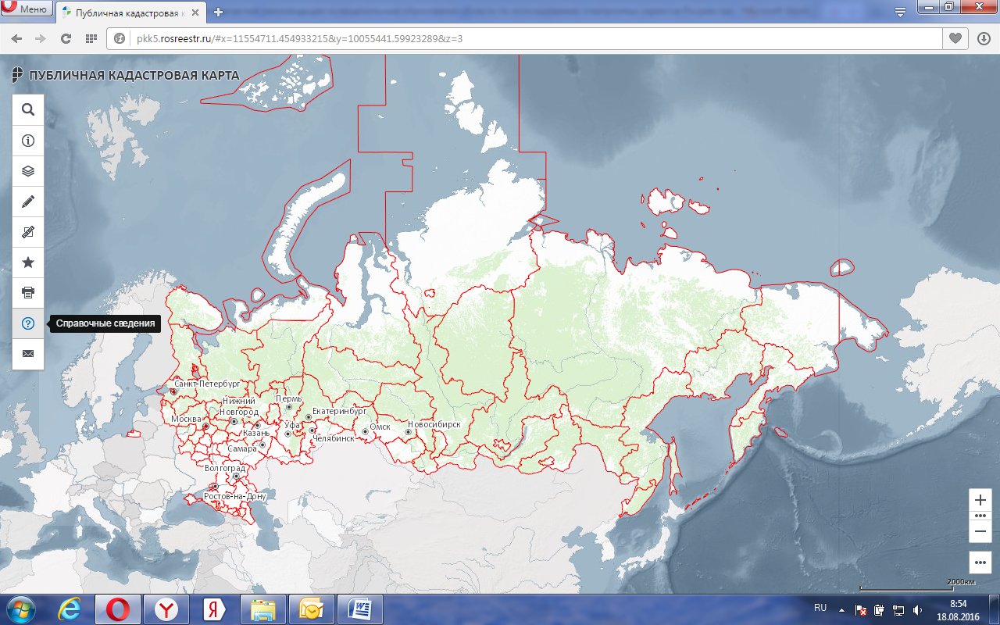 Меню
Публичная кадастровая к
pkk5.rosreestr.ru/#x=11554711.454933215&y=10055441.59923289&z=3
ПУБЛИЧНАЯ КАДАСТРОВАЯ КАРТА
Справочные сведения
Санкт-Петербург
Нижний
Новгород
Пермь
Екатеринбург
Москва
Казань
Уфа
Челябинск
Омск
Новосибирск
Самара
Волгоград
Ростов-на-Дону
2000км
RU
8:54
18.08.2016